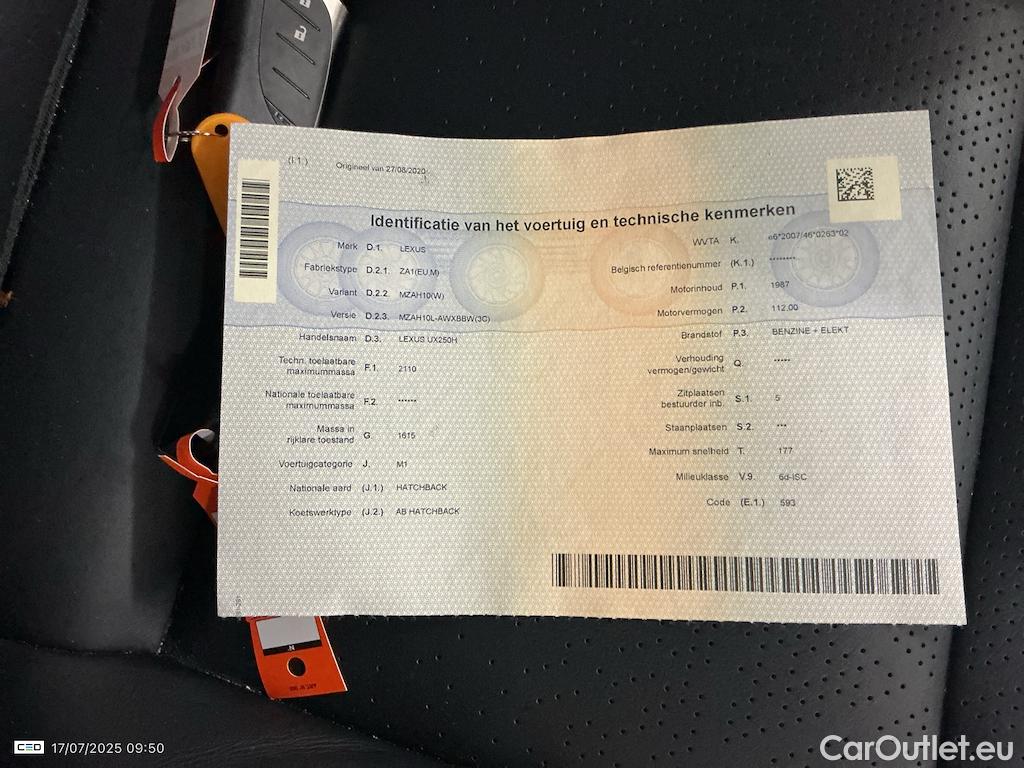 (I.1.) Origineel van 27/08/2020
Identificatie van het voertuig en technische kenmerken
Merk D.1. LEXUS
Fabriekstype D.2.1. ZA1(EU,M)
Variant D.2.2. MZAH10(W)
Versie D.2.3. MZAH10L-AWXBBW(3C)
Handelsnaam D.3. LEXUS UX250H
Techn. toelaatbare
maximummassa F.1. 2110
Nationale toelaatbare
maximummassa F.2. ******
Massa in
rijklare toestand G. 1615
Voertuigcategorie J. M1
Nationale aard (J.1.) HATCHBACK
Koetswerktype (J.2.) AB HATCHBACK
WVTA K. e6*2007/46*0263*02
Belgisch referentienummer (K.1.) ********
Motorinhoud P.1. 1987
Motorvermogen P.2. 112.00
Brandstof P.3. BENZINE + ELEKT
Verhouding
vermogen/gewicht Q. *****
Zitplaatsen
bestuurder inb. S.1. 5
Staanplaatsen S.2. ***
Maximum snelheid T. 177
Milieuklasse V.9. 6d-ISC
Code (E.1.) 593
CEO 17/07/2025 09:50
CarOutlet.eu